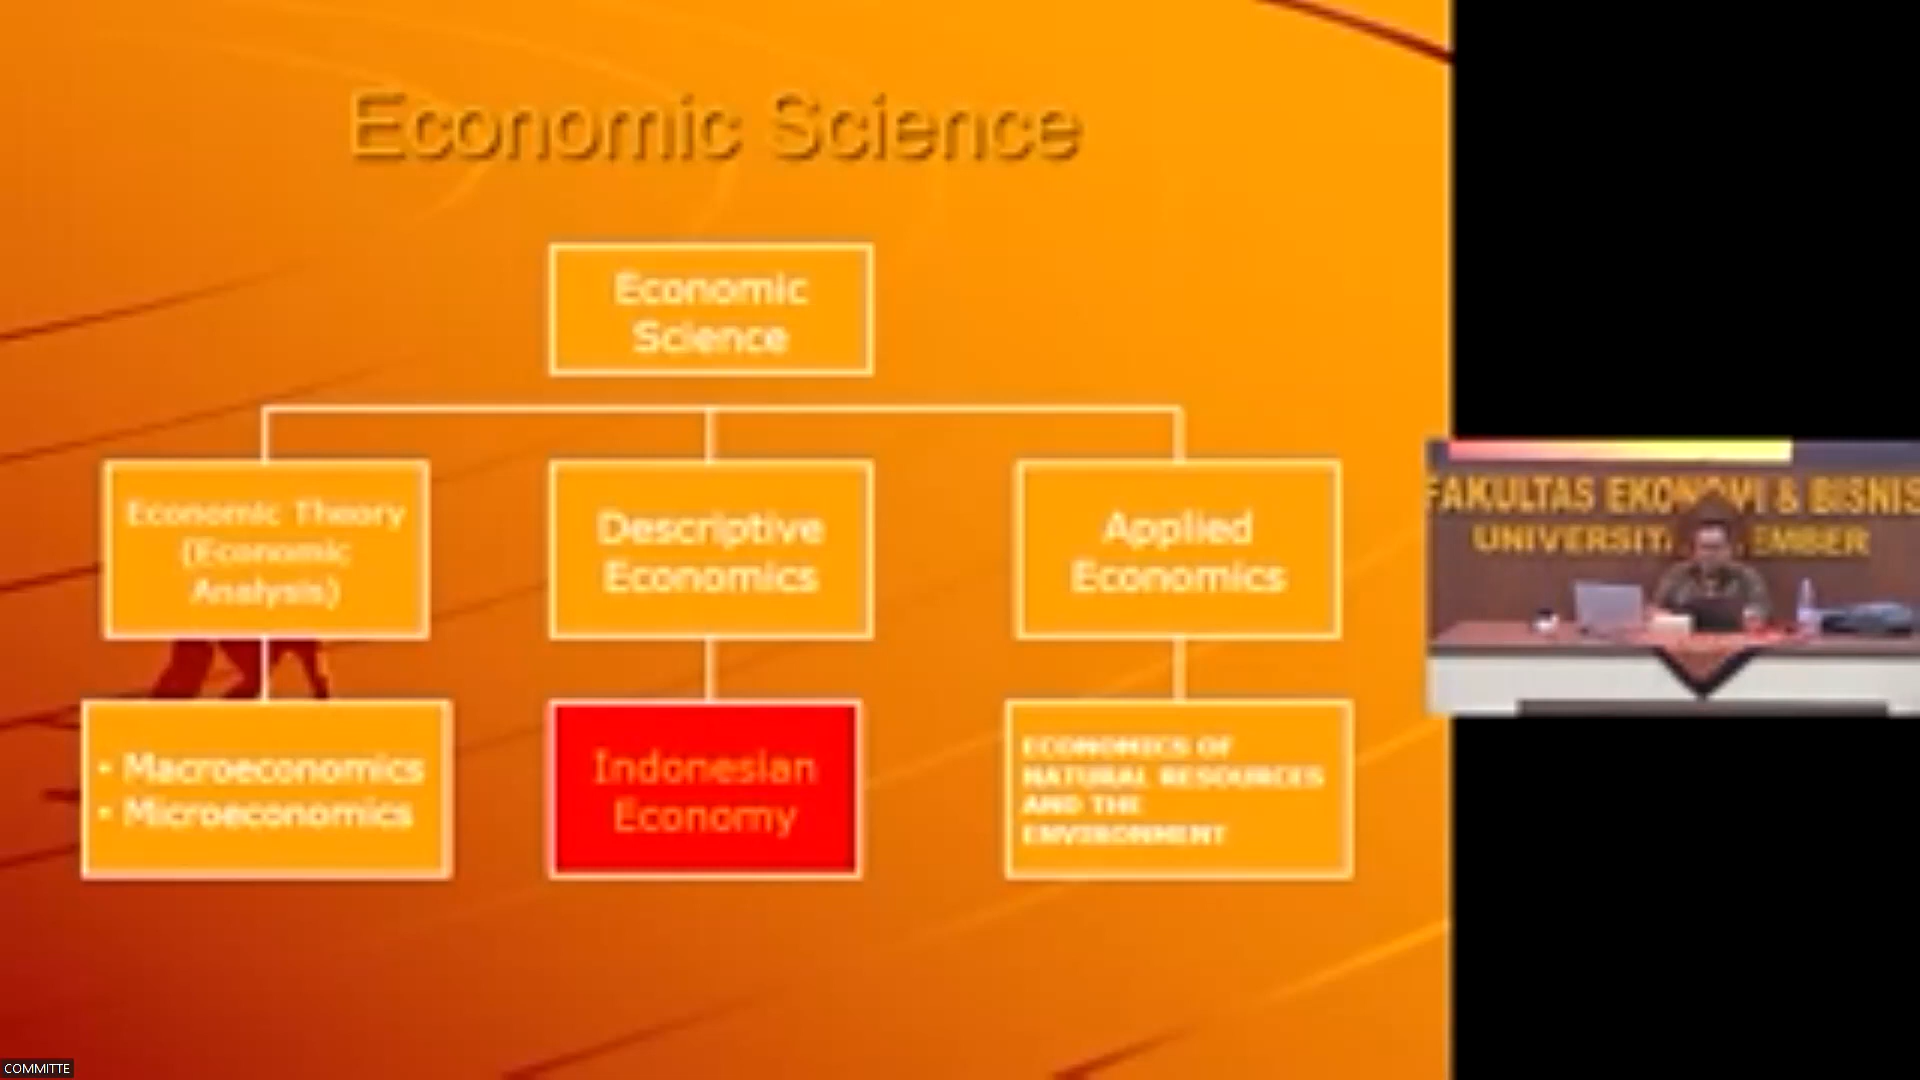 Economic Science
Economic
Science
Economic Theory
(Economic
Analysis)
Descriptive
Economics
Applied
Economics
• Macroeconomics
• Microeconomics
Indonesian
Economy
ECONOMICS OF
NATURAL RESOURCES
AND THE
ENVIRONMENT
FAKULTAS EKONOMI & BISNIS
UNIVERSITAS JEMBER
COMMITTE